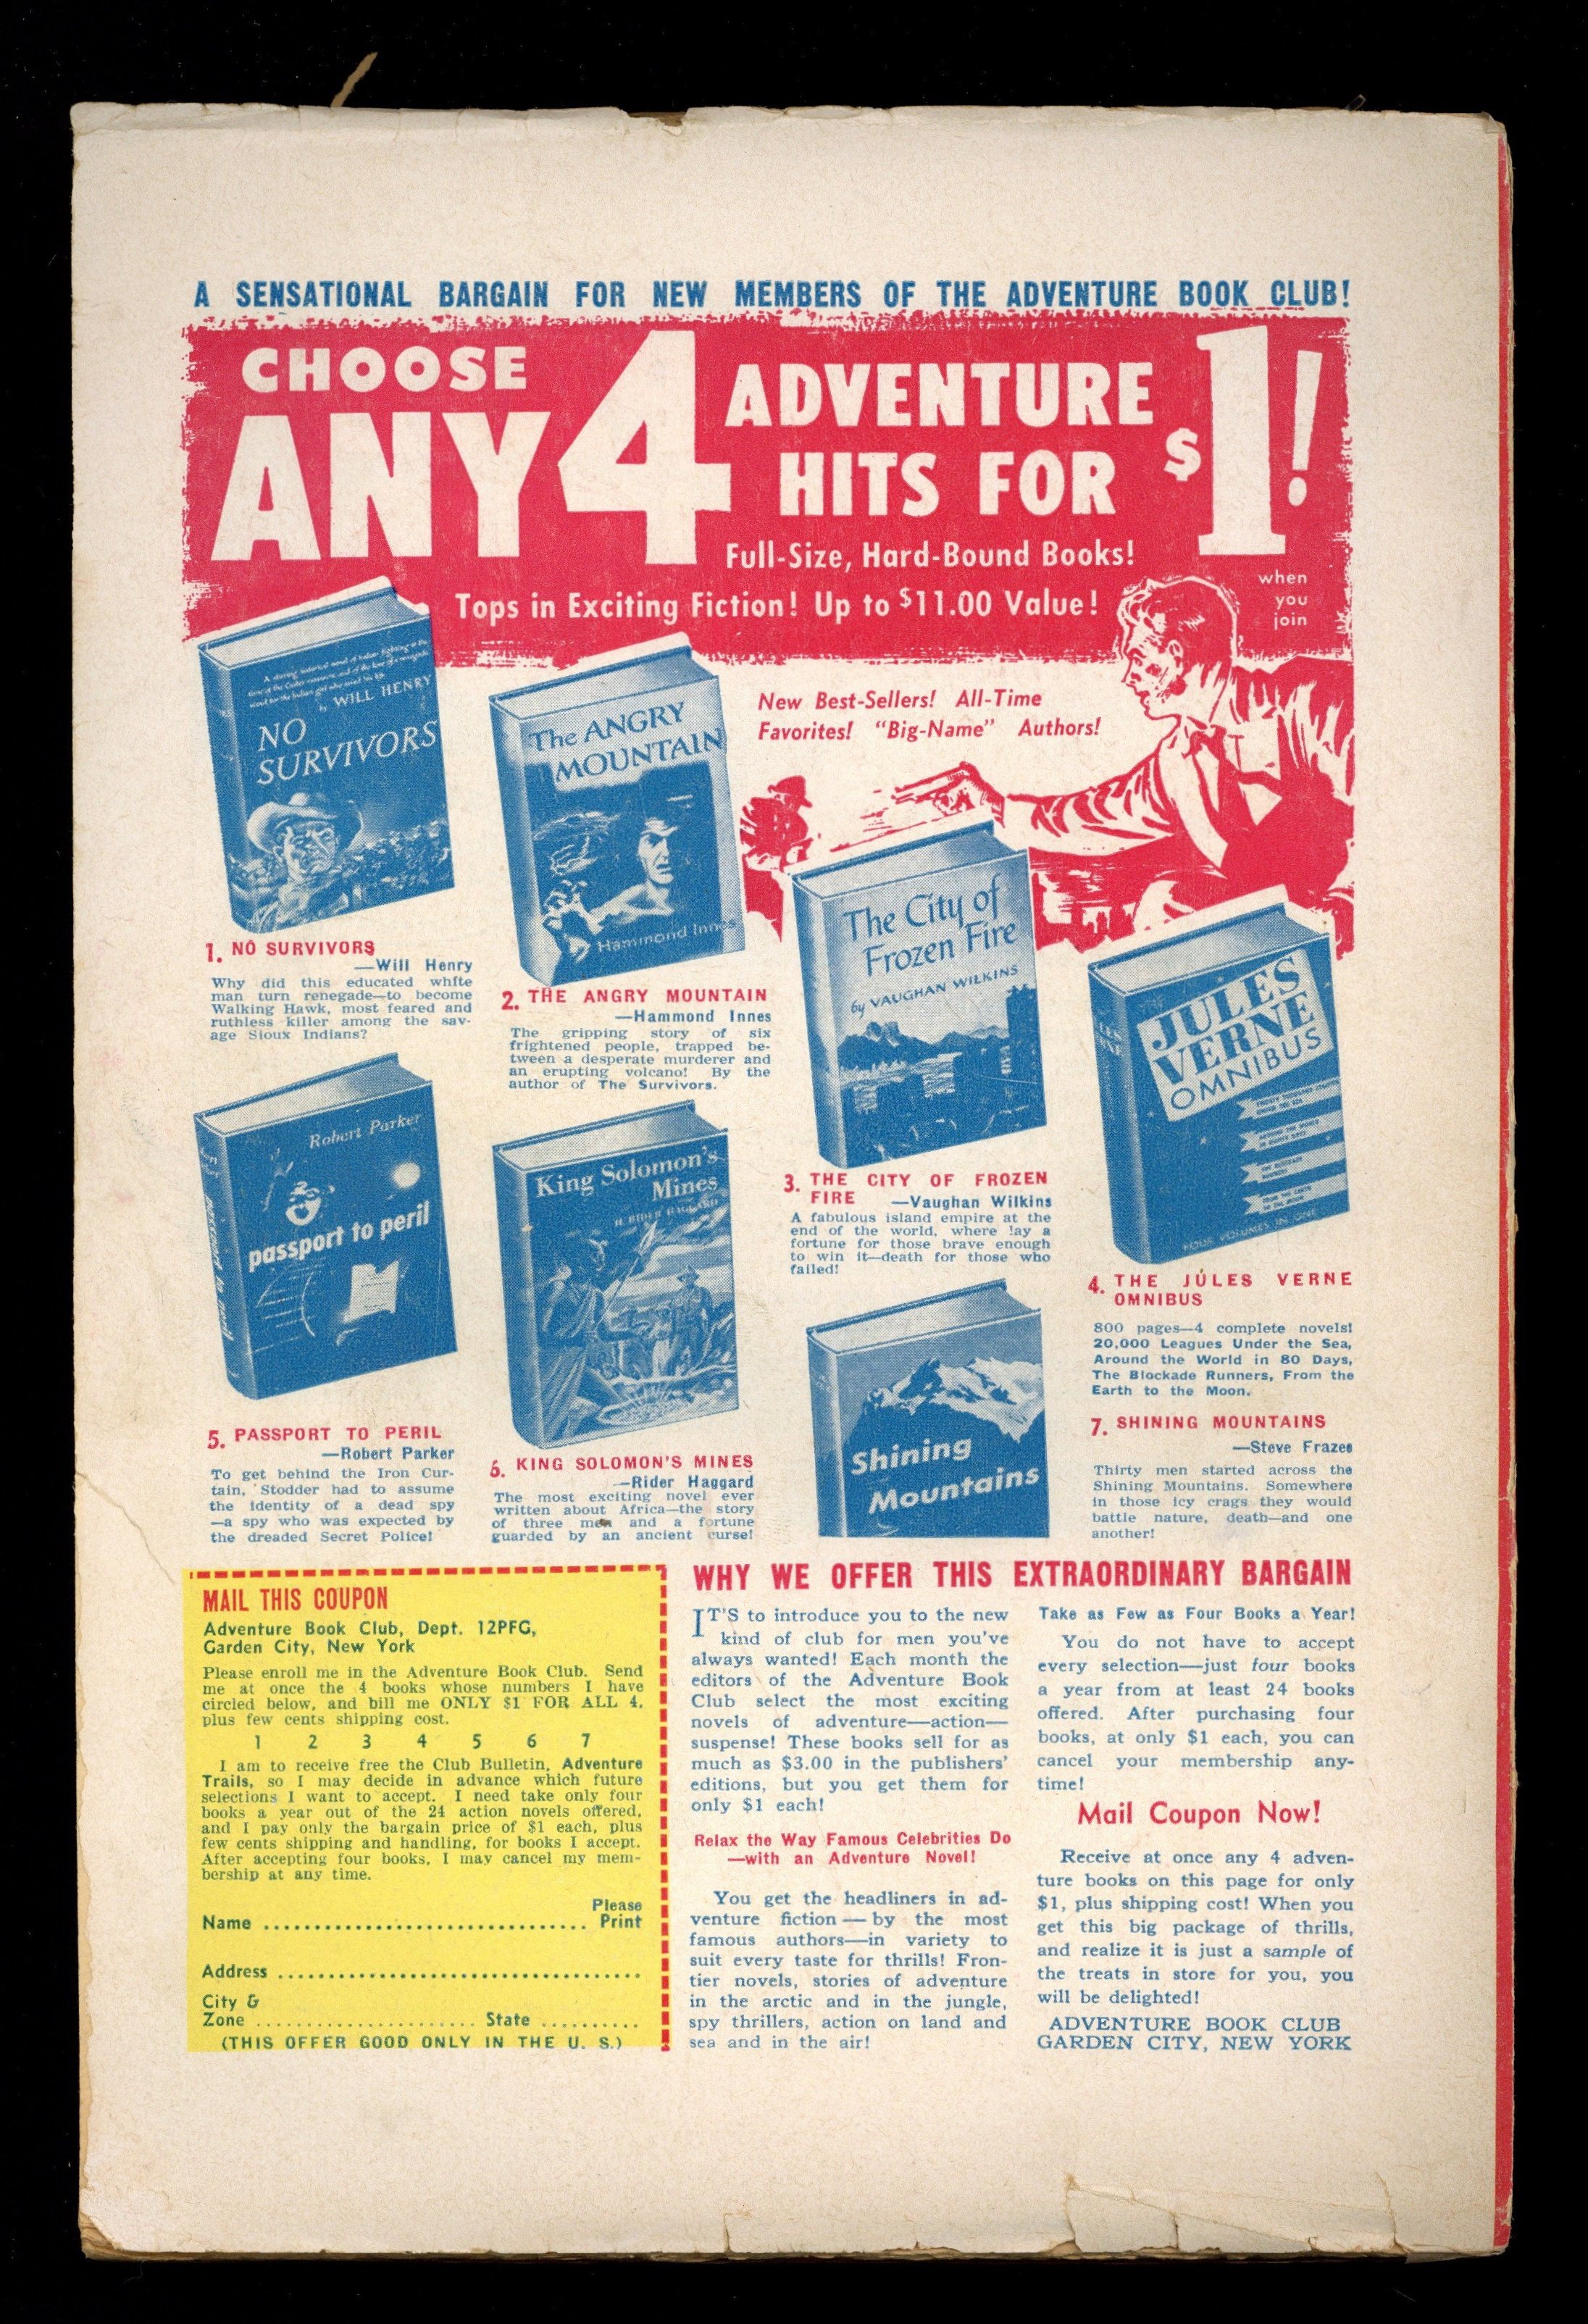 A SENSATIONAL BARGAIN FOR NEW MEMBERS OF THE ADVENTURE BOOK CLUB!
CHOOSE
ANY 4
ADVENTURE
HITS FOR
$1!
Full-Size, Hard-Bound Books!
when
you
join
Tops in Exciting Fiction! Up to $11.00 Value!
New Best-Sellers! All-Time
Favorites! "Big-Name" Authors!
by WILL HENRY
NO
SURVIVORS
The ANGRY
MOUNTAIN
Hammond Innes
The City of
Frozen Fire
by VAUGHAN WILKINS
JULES
VERNE
OMNIBUS
FOUR VOLUMES IN ONE
1. NO SURVIVORS
—Will Henry
Why did this educated white
man turn renegade—to become
Walking Hawk, most feared and
ruthless killer among the sav-
age Sioux Indians?
2. THE ANGRY MOUNTAIN
—Hammond Innes
The gripping story of six
frightened people, trapped be-
tween a desperate murderer and
an erupting volcano! By the
author of The Survivors.
Robert Parker
passport to peril
King Solomon's
Mines
H. RIDER HAGGARD
3. THE CITY OF FROZEN
FIRE —Vaughan Wilkins
A fabulous island empire at the
end of the world, where lay a
fortune for those brave enough
to win it—death for those who
failed!
4. THE JULES VERNE
OMNIBUS
800 pages—4 complete novels!
20,000 Leagues Under the Sea,
Around the World in 80 Days,
The Blockade Runners, From the
Earth to the Moon.
Shining
Mountains
5. PASSPORT TO PERIL
—Robert Parker
To get behind the Iron Cur-
tain, Stodder had to assume
the identity of a dead spy
—a spy who was expected by
the dreaded Secret Police!
6. KING SOLOMON'S MINES
—Rider Haggard
The most exciting novel ever
written about Africa—the story
of three men and a fortune
guarded by an ancient curse!
7. SHINING MOUNTAINS
—Steve Frazee
Thirty men started across the
Shining Mountains. Somewhere
in those icy crags they would
battle nature, death—and one
another!
MAIL THIS COUPON
Adventure Book Club, Dept. 12PFG,
Garden City, New York
Please enroll me in the Adventure Book Club. Send
me at once the 4 books whose numbers I have
circled below, and bill me ONLY $1 FOR ALL 4,
plus few cents shipping cost.
1 2 3 4 5 6 7
I am to receive free the Club Bulletin, Adventure
Trails, so I may decide in advance which future
selections I want to accept. I need take only four
books a year out of the 24 action novels offered,
and I pay only the bargain price of $1 each, plus
few cents shipping and handling, for books I accept.
After accepting four books, I may cancel my mem-
bership at any time.
Please
Name ................................ Print
Address .....................................
City &
Zone ........................ State ..........
(THIS OFFER GOOD ONLY IN THE U. S.)
WHY WE OFFER THIS EXTRAORDINARY BARGAIN
IT'S to introduce you to the new
kind of club for men you've
always wanted! Each month the
editors of the Adventure Book
Club select the most exciting
novels of adventure—action—
suspense! These books sell for as
much as $3.00 in the publishers'
editions, but you get them for
only $1 each!
Relax the Way Famous Celebrities Do
—with an Adventure Novel!
You get the headliners in ad-
venture fiction — by the most
famous authors—in variety to
suit every taste for thrills! Fron-
tier novels, stories of adventure
in the arctic and in the jungle,
spy thrillers, action on land and
sea and in the air!
Take as Few as Four Books a Year!
You do not have to accept
every selection—just four books
a year from at least 24 books
offered. After purchasing four
books, at only $1 each, you can
cancel your membership any-
time!
Mail Coupon Now!
Receive at once any 4 adven-
ture books on this page for only
$1, plus shipping cost! When you
get this big package of thrills,
and realize it is just a sample of
the treats in store for you, you
will be delighted!
ADVENTURE BOOK CLUB
GARDEN CITY, NEW YORK